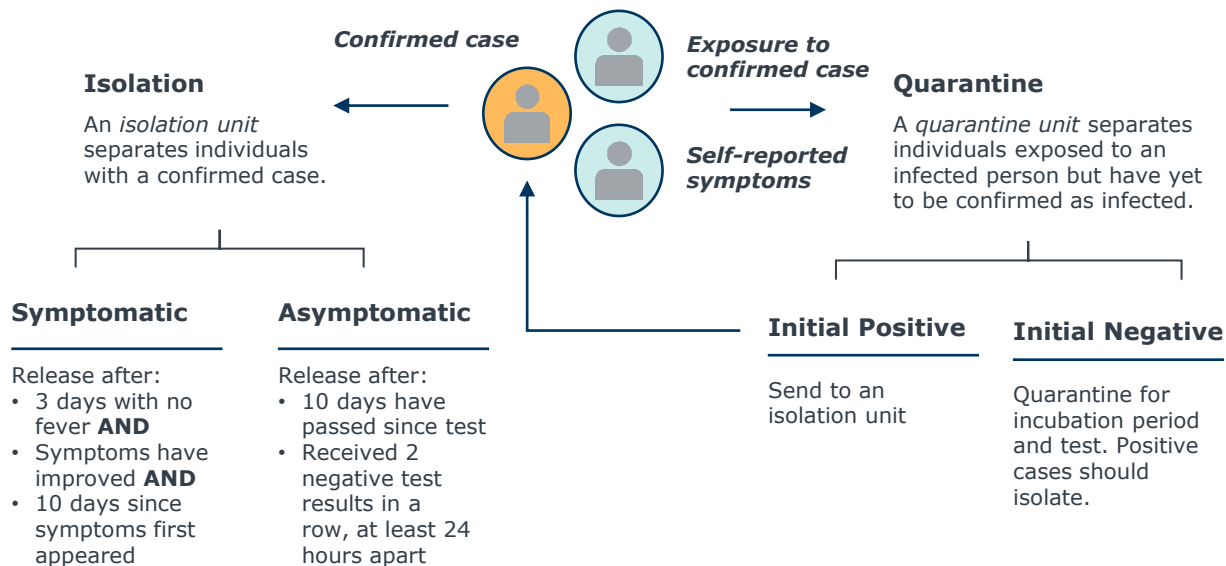 Confirmed case
Exposure to
confirmed case
Self-reported
symptoms
Isolation
An isolation unit
separates individuals
with a confirmed case.
Quarantine
A quarantine unit separates
individuals exposed to an
infected person but have yet
to be confirmed as infected.
Symptomatic
Release after:
• 3 days with no
fever AND
• Symptoms have
improved AND
• 10 days since
symptoms first
appeared
Asymptomatic
Release after:
• 10 days have
passed since test
• Received 2
negative test
results in a
row, at least 24
hours apart
Initial Positive
Send to an
isolation unit
Initial Negative
Quarantine for
incubation period
and test. Positive
cases should
isolate.